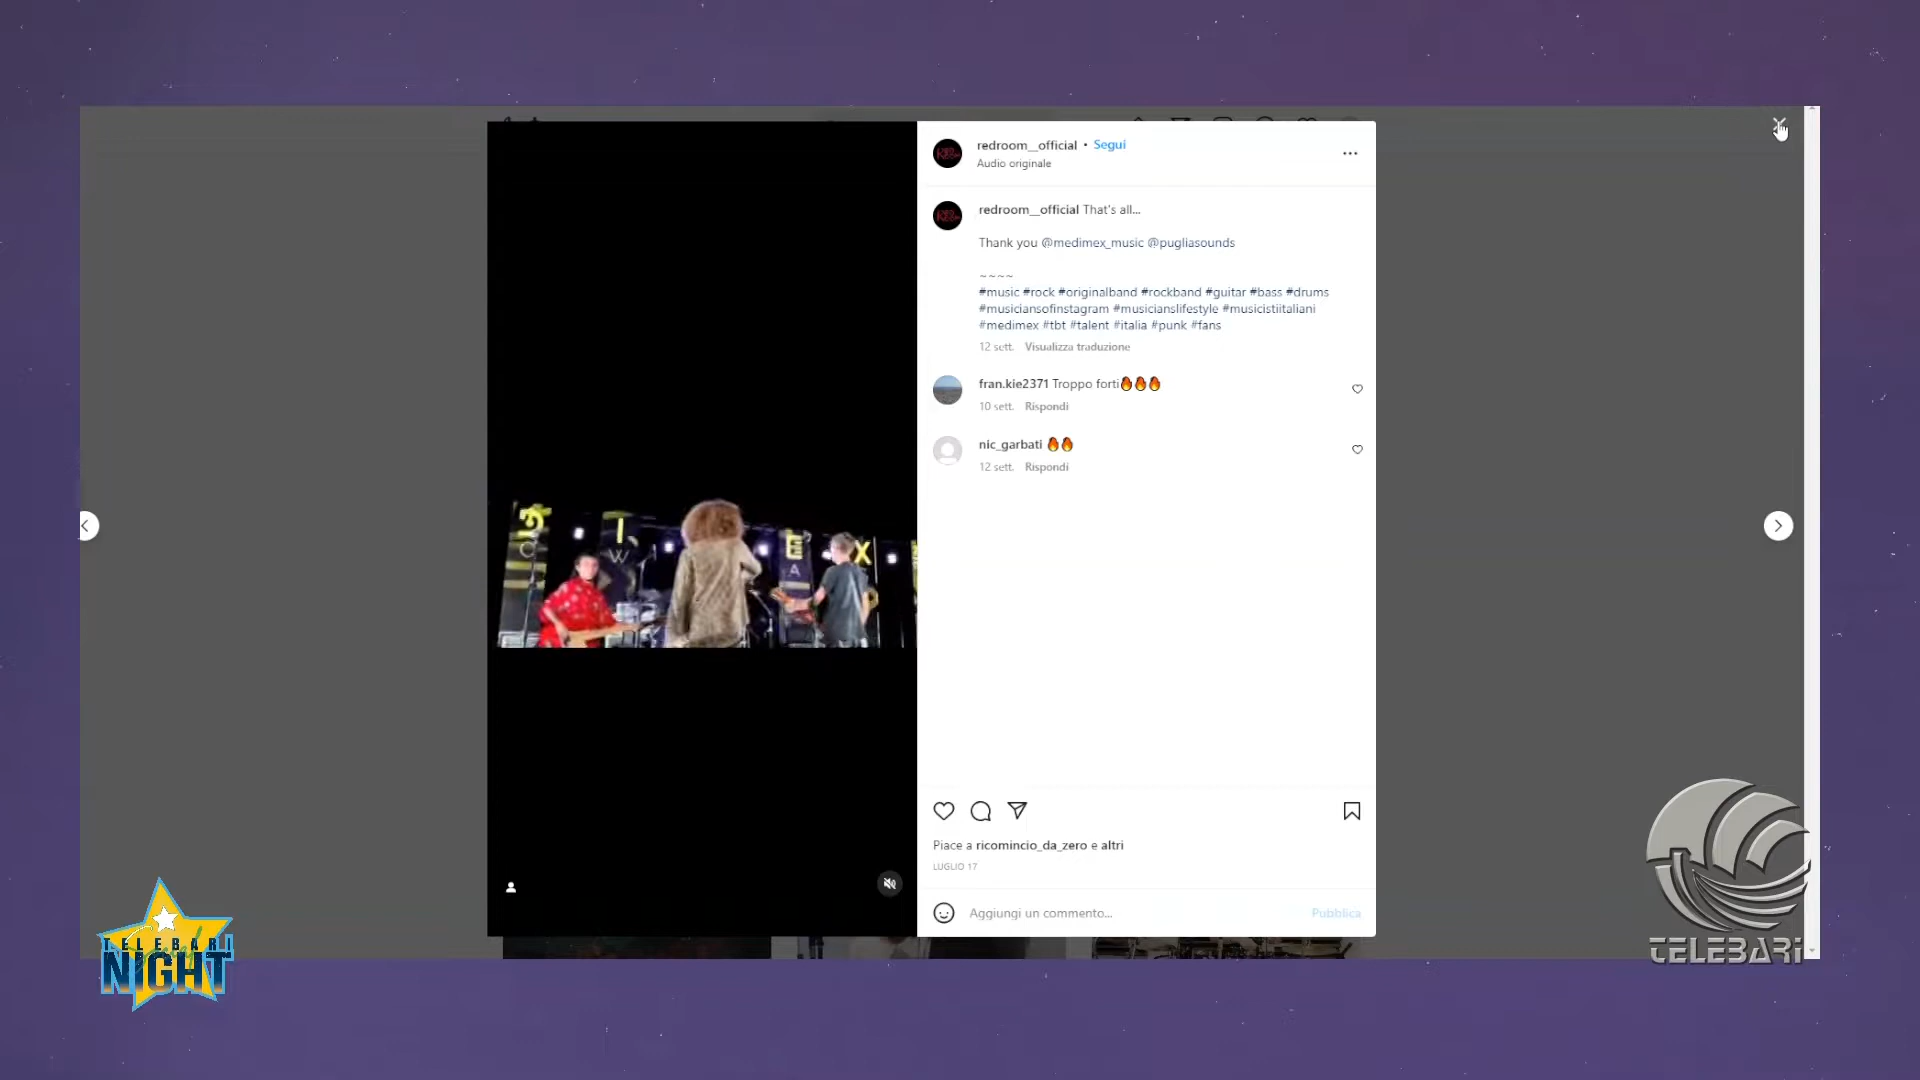 redroom__official • Segui
Audio originale
redroom__official That's all...
Thank you @medimex_music @pugliasounds
~~~~
#music #rock #originalband #rockband #guitar #bass #drums
#musiciansofinstagram #musicianslifestyle #musicistiitaliani
#medimex #tbt #talent #italia #punk #fans
12 sett. Visualizza traduzione
fran.kie2371 Troppo forti🔥🔥🔥
10 sett. Rispondi
nic_garbati 🔥🔥
12 sett. Rispondi
Piace a ricomincio_da_zero e altri
LUGLIO 17
Aggiungi un commento...
Pubblica
TELEBARI
NIGHT
TELEBARI